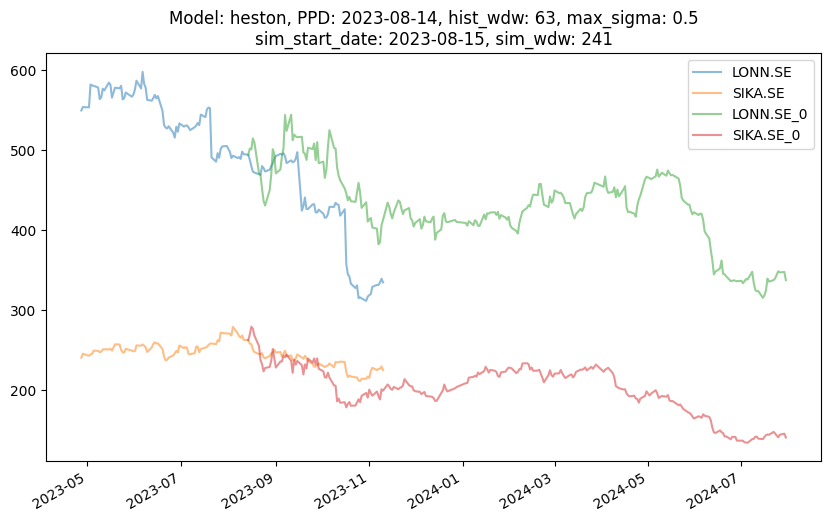 Model: heston, PPD: 2023-08-14, hist_wdw: 63, max_sigma: 0.5
sim_start_date: 2023-08-15, sim_wdw: 241
LONN.SE
SIKA.SE
LONN.SE_0
SIKA.SE_0
600
500
400
300
200
2023-05
2023-07
2023-09
2023-11
2024-01
2024-03
2024-05
2024-07